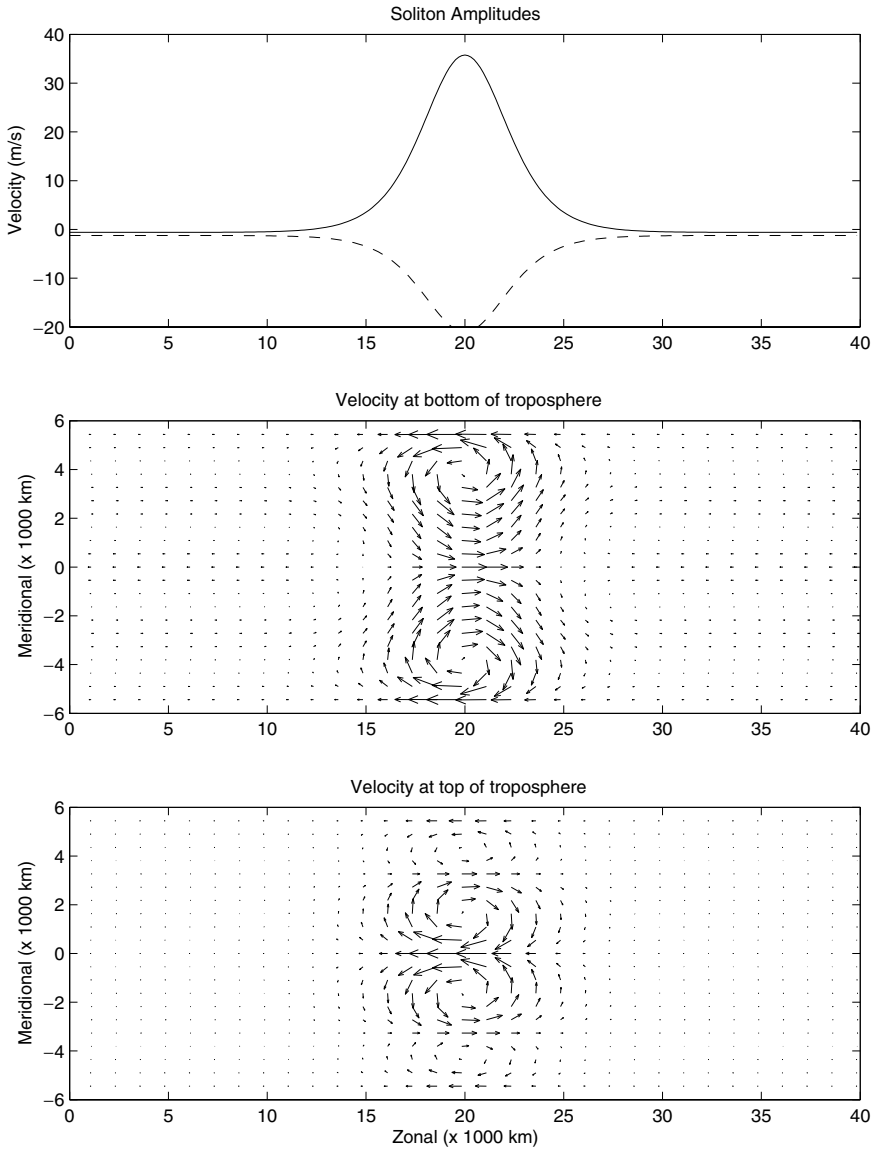 Soliton Amplitudes
40
30
20
10
0
−10
−20
Velocity (m/s)
0 5 10 15 20 25 30 35 40
Velocity at bottom of troposphere
6
4
2
0
−2
−4
−6
Meridional (x 1000 km)
0 5 10 15 20 25 30 35 40
Velocity at top of troposphere
6
4
2
0
−2
−4
−6
Meridional (x 1000 km)
0 5 10 15 20 25 30 35 40
Zonal (x 1000 km)